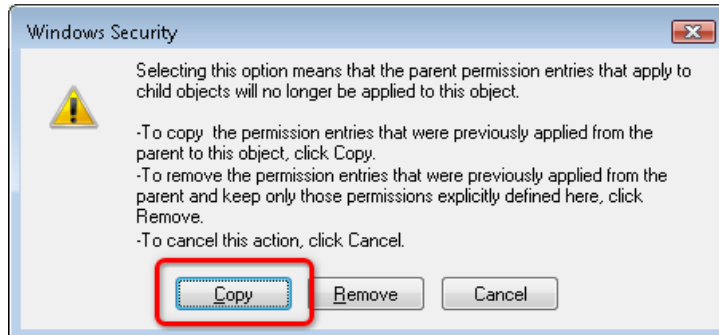 Windows Security
Selecting this option means that the parent permission entries that apply to
child objects will no longer be applied to this object.
-To copy  the permission entries that were previously applied from the
parent to this object, click Copy.
-To remove the permission entries that were previously applied from the
parent and keep only those permissions explicitly defined here, click
Remove.
-To cancel this action, click Cancel.
Copy Remove Cancel